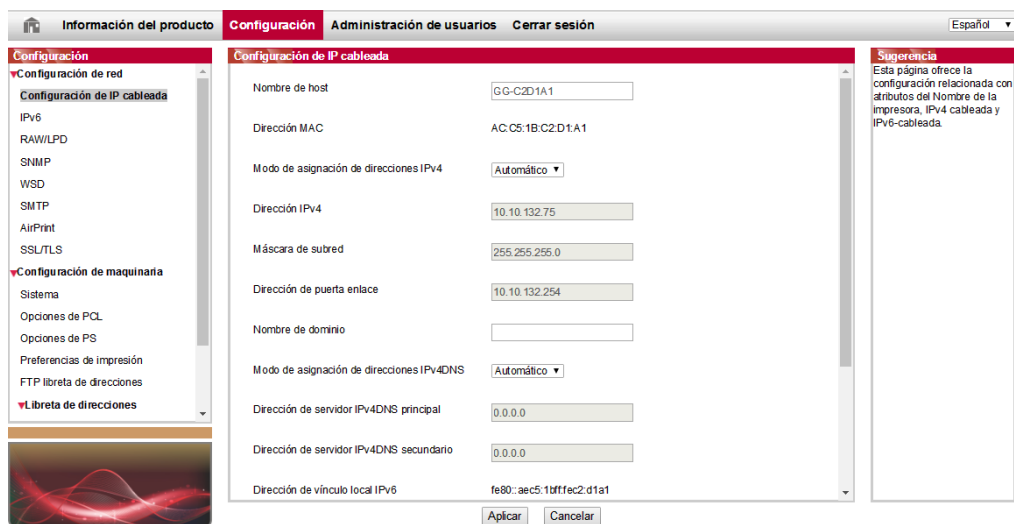 Información del producto Configuración Administración de usuarios Cerrar sesión Español
Configuración
Configuración de red
Configuración de IP cableada
IPv6
RAW/LPD
SNMP
WSD
SMTP
AirPrint
SSL/TLS
Configuración de maquinaria
Sistema
Opciones de PCL
Opciones de PS
Preferencias de impresión
FTP libreta de direcciones
Libreta de direcciones
Configuración de IP cableada
Nombre de host GG-C2D1A1
Dirección MAC AC:C5:1B:C2:D1:A1
Modo de asignación de direcciones IPv4 Automático
Dirección IPv4 10.10.132.75
Máscara de subred 255.255.255.0
Dirección de puerta enlace 10.10.132.254
Nombre de dominio
Modo de asignación de direcciones IPv4DNS Automático
Dirección de servidor IPv4DNS principal 0.0.0.0
Dirección de servidor IPv4DNS secundario 0.0.0.0
Dirección de vínculo local IPv6 fe80::aec5:1bff:fec2:d1a1
Aplicar Cancelar
Sugerencia
Esta página ofrece la
configuración relacionada con
atributos del Nombre de la
impresora, IPv4 cableada y
IPv6-cableada.